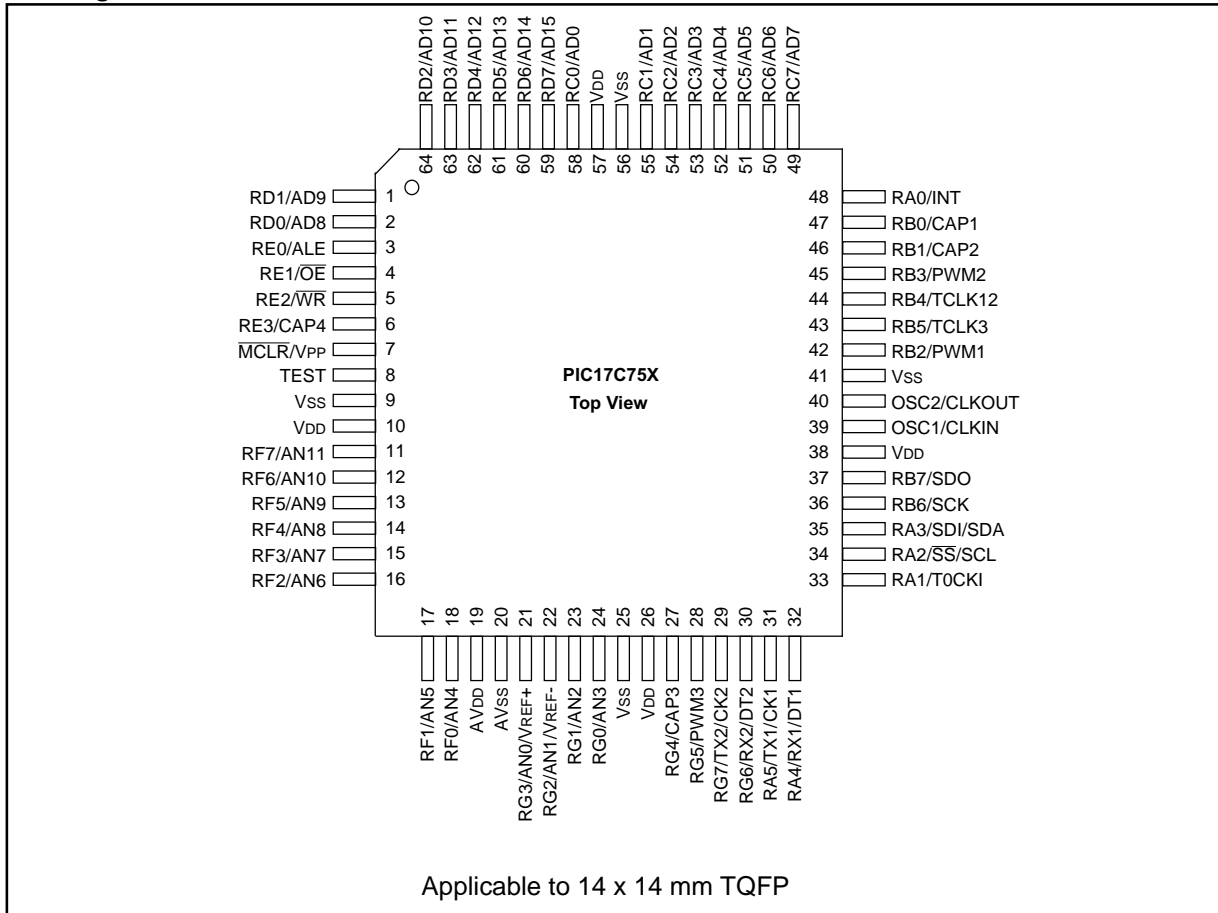 RD2/AD10
RD3/AD11
RD4/AD12
RD5/AD13
RD6/AD14
RD7/AD15
RC0/AD0
VDD
VSS
RC1/AD1
RC2/AD2
RC3/AD3
RC4/AD4
RC5/AD5
RC6/AD6
RC7/AD7
64 63 62 61 60 59 58 57 56 55 54 53 52 51 50 49
RD1/AD9 1
RD0/AD8 2
RE0/ALE 3
RE1/OE 4
RE2/WR 5
RE3/CAP4 6
MCLR/VPP 7
TEST 8
VSS 9
VDD 10
RF7/AN11 11
RF6/AN10 12
RF5/AN9 13
RF4/AN8 14
RF3/AN7 15
RF2/AN6 16
PIC17C75X
Top View
48 RA0/INT
47 RB0/CAP1
46 RB1/CAP2
45 RB3/PWM2
44 RB4/TCLK12
43 RB5/TCLK3
42 RB2/PWM1
41 VSS
40 OSC2/CLKOUT
39 OSC1/CLKIN
38 VDD
37 RB7/SDO
36 RB6/SCK
35 RA3/SDI/SDA
34 RA2/SS/SCL
33 RA1/T0CKI
17 18 19 20 21 22 23 24 25 26 27 28 29 30 31 32
RF1/AN5
RF0/AN4
AVDD
AVSS
RG3/AN0/VREF+
RG2/AN1/VREF-
RG1/AN2
RG0/AN3
VSS
VDD
RG4/CAP3
RG5/PWM3
RG7/TX2/CK2
RG6/RX2/DT2
RA5/TX1/CK1
RA4/RX1/DT1
Applicable to 14 x 14 mm TQFP